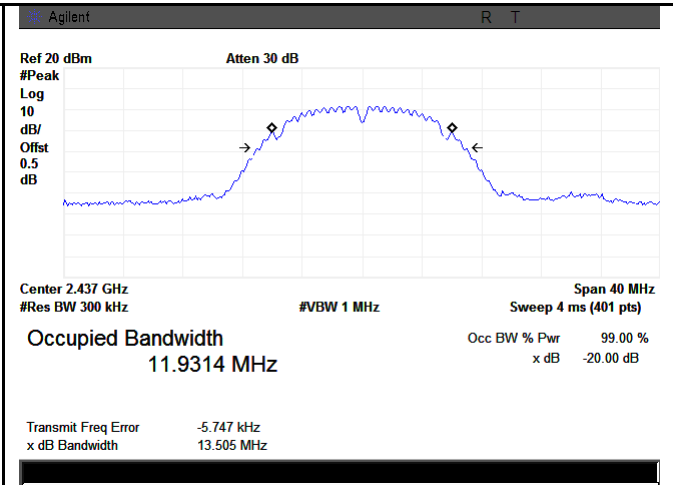 Agilent R T
Ref 20 dBm Atten 30 dB
#Peak
Log
10
dB/
Offst
0.5
dB
Center 2.437 GHz Span 40 MHz
#Res BW 300 kHz #VBW 1 MHz Sweep 4 ms (401 pts)
Occupied Bandwidth Occ BW % Pwr 99.00 %
11.9314 MHz x dB -20.00 dB
Transmit Freq Error -5.747 kHz
x dB Bandwidth 13.505 MHz